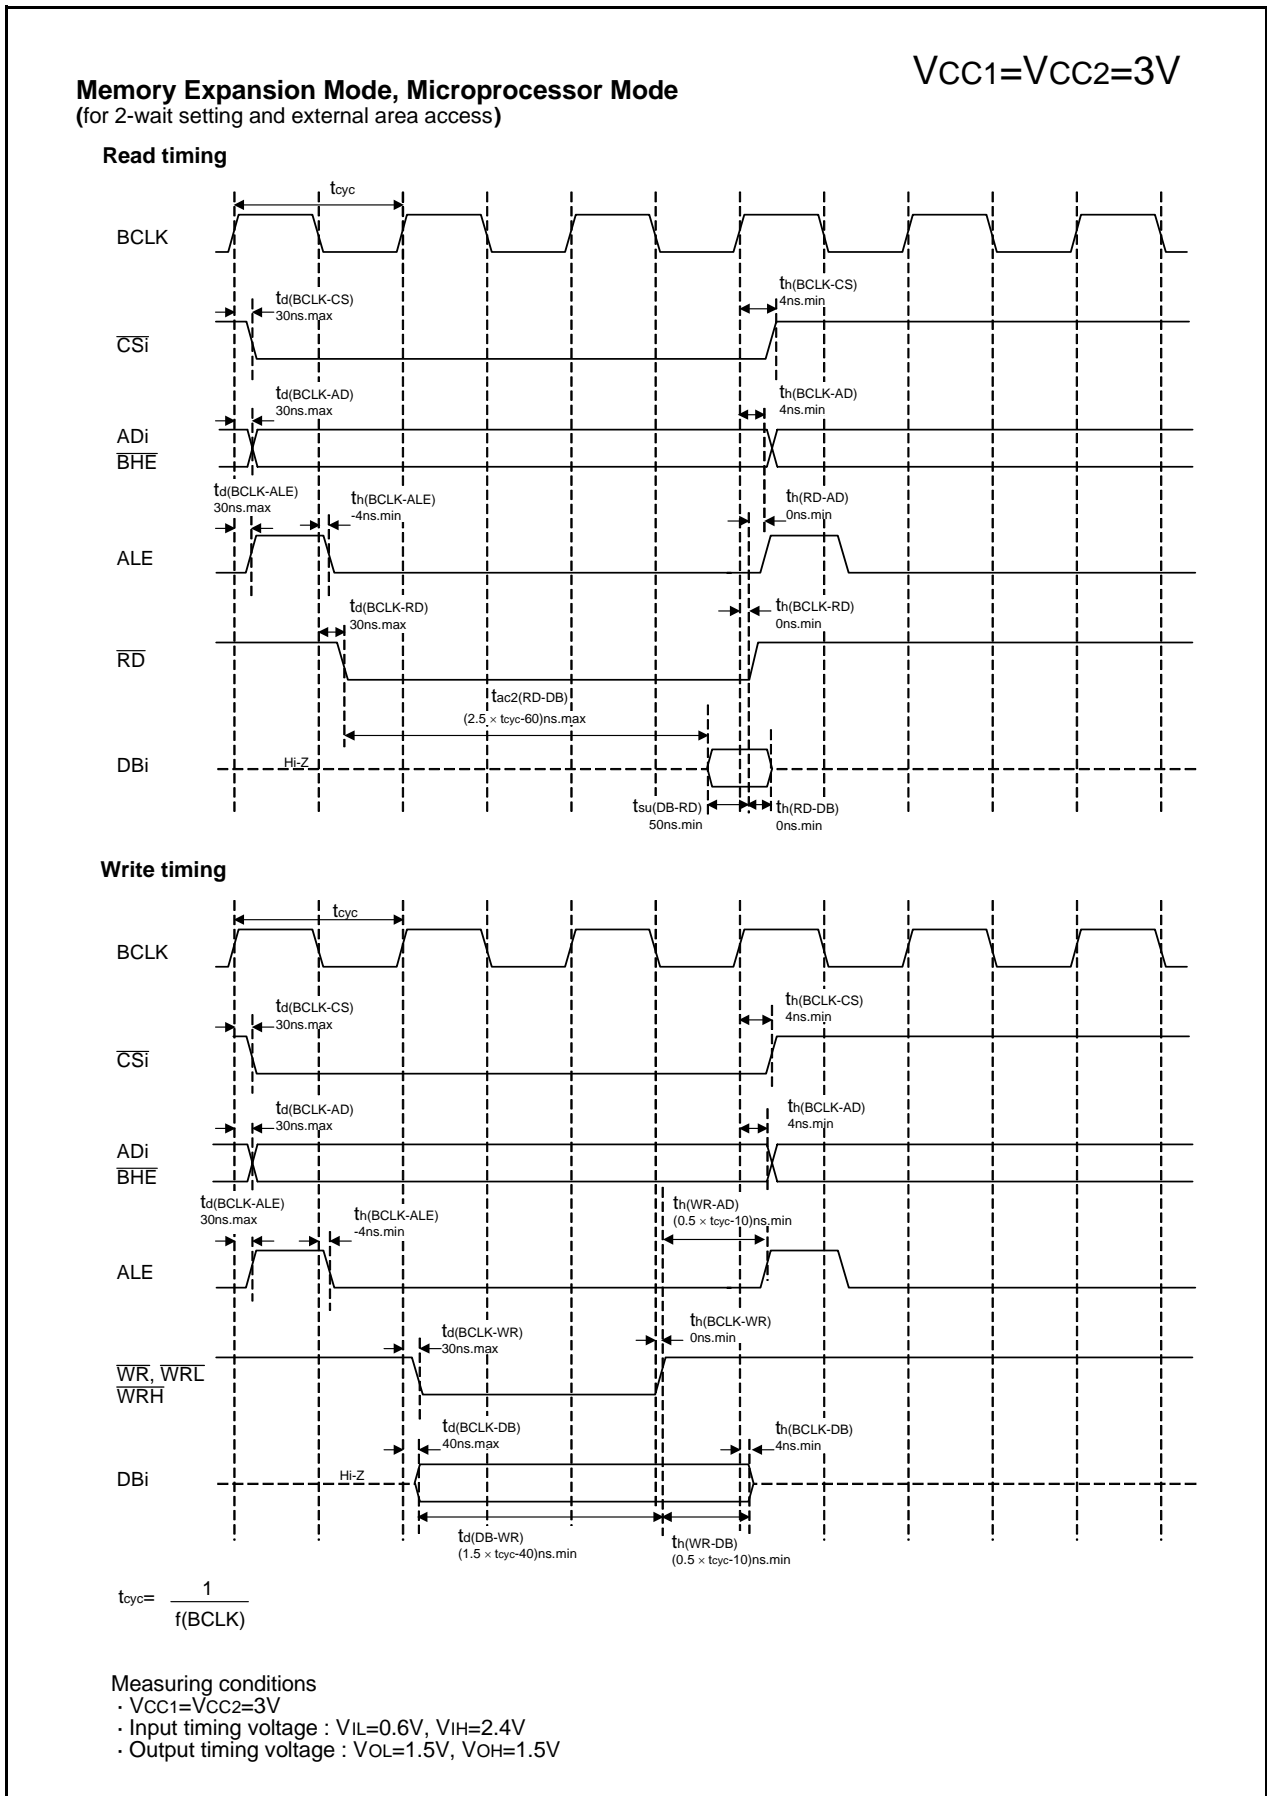 VCC1=VCC2=3V
Memory Expansion Mode, Microprocessor Mode
(for 2-wait setting and external area access)
Read timing
tcyc
BCLK
td(BCLK-CS)
30ns.max
th(BCLK-CS)
4ns.min
CSi
td(BCLK-AD)
30ns.max
th(BCLK-AD)
4ns.min
ADi
BHE
td(BCLK-ALE)
30ns.max
th(BCLK-ALE)
-4ns.min
th(RD-AD)
0ns.min
ALE
td(BCLK-RD)
30ns.max
th(BCLK-RD)
0ns.min
RD
tac2(RD-DB)
(2.5 × tcyc-60)ns.max
DBi
Hi-Z
tsu(DB-RD)
50ns.min
th(RD-DB)
0ns.min
Write timing
tcyc
BCLK
td(BCLK-CS)
30ns.max
th(BCLK-CS)
4ns.min
CSi
td(BCLK-AD)
30ns.max
th(BCLK-AD)
4ns.min
ADi
BHE
td(BCLK-ALE)
30ns.max
th(BCLK-ALE)
-4ns.min
th(WR-AD)
(0.5 × tcyc-10)ns.min
ALE
td(BCLK-WR)
30ns.max
th(BCLK-WR)
0ns.min
WR, WRL
WRH
td(BCLK-DB)
40ns.max
th(BCLK-DB)
4ns.min
DBi
Hi-Z
td(DB-WR)
(1.5 × tcyc-40)ns.min
th(WR-DB)
(0.5 × tcyc-10)ns.min
tcyc= 1
f(BCLK)
Measuring conditions
· VCC1=VCC2=3V
· Input timing voltage : VIL=0.6V, VIH=2.4V
· Output timing voltage : VOL=1.5V, VOH=1.5V